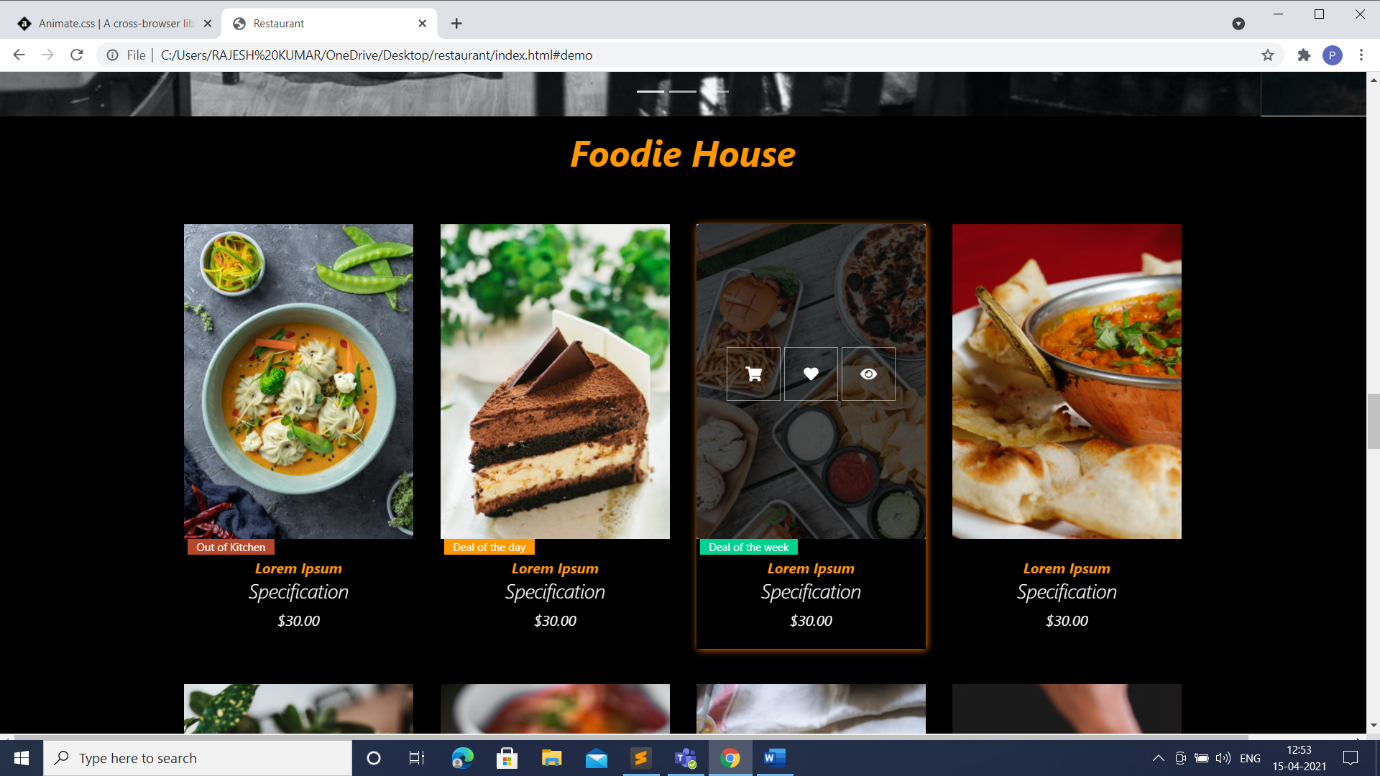 Animate.css | A cross-browser lib
Restaurant
File | C:/Users/RAJESH%20KUMAR/OneDrive/Desktop/restaurant/index.html#demo
P
Foodie House
Out of Kitchen
Lorem Ipsum
Specification
$30.00
Deal of the day
Lorem Ipsum
Specification
$30.00
Deal of the week
Lorem Ipsum
Specification
$30.00
Lorem Ipsum
Specification
$30.00
Type here to search
ENG
12:53
15-04-2021